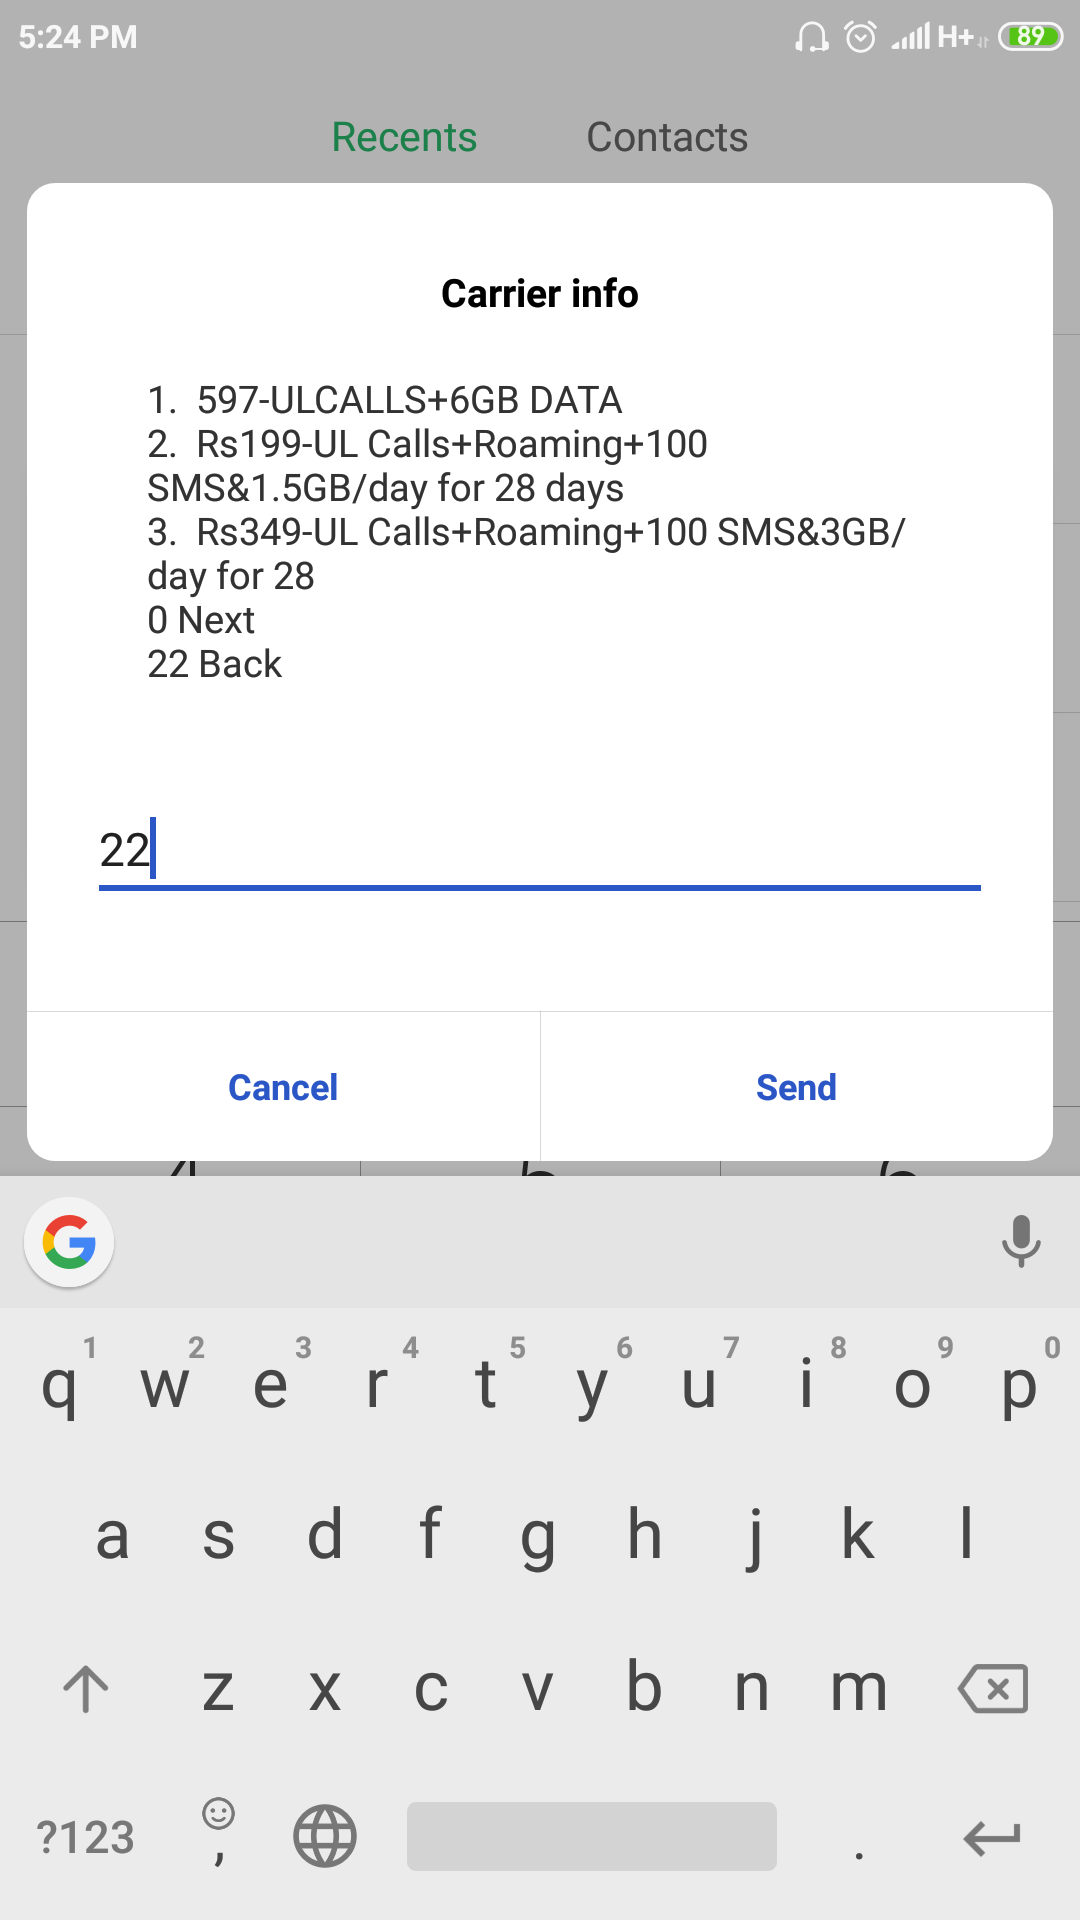 5:24 PM H+ 89
Recents Contacts
Carrier info
1. 597-ULCALLS+6GB DATA
2. Rs199-UL Calls+Roaming+100
SMS&1.5GB/day for 28 days
3. Rs349-UL Calls+Roaming+100 SMS&3GB/
day for 28
0 Next
22 Back
22
Cancel Send
1 2 3 4 5 6 7 8 9 0
q w e r t y u i o p
a s d f g h j k l
z x c v b n m
?123 , .